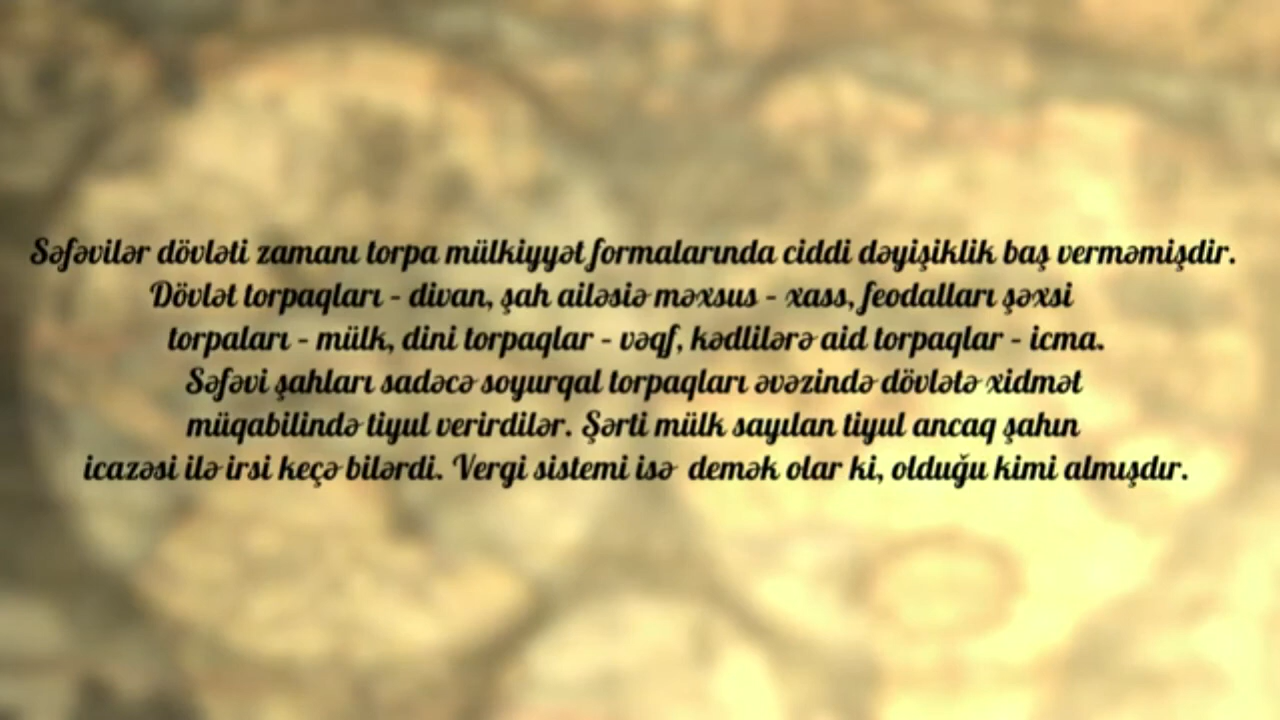 Səfəvilər dövləti zamanı torpa mülkiyyət formalarında ciddi dəyişiklik baş verməmişdir.
Dövlət torpaqları - divan, şah ailəsiə məxsus - xass, feodalları şəxsi
torpaları - mülk, dini torpaqlar - vəqf, kədlilərə aid torpaqlar - icma.
Səfəvi şahları sadəcə soyurqal torpaqları əvəzində dövlətə xidmət
müqabilində tiyul verirdilər. Şərti mülk sayılan tiyul ancaq şahın
icazəsi ilə irsi keçə bilərdi. Vergi sistemi isə demək olar ki, olduğu kimi almışdır.